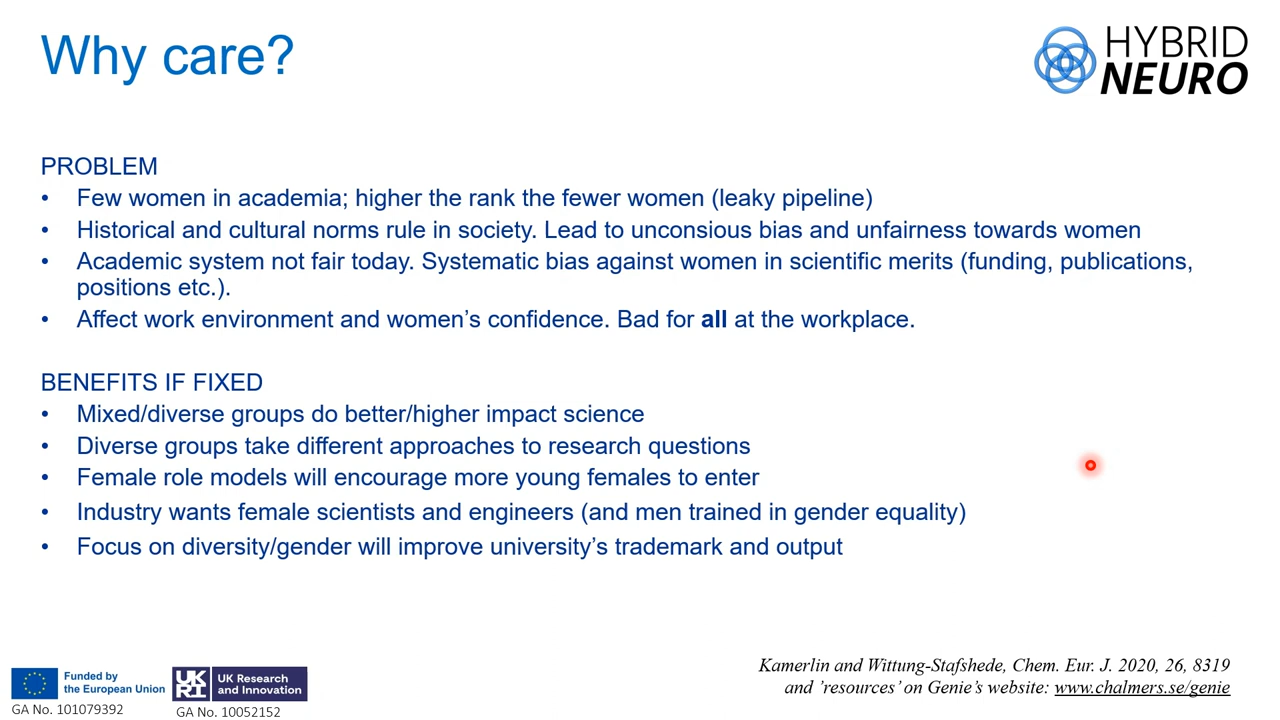 Why care?
HYBRID
NEURO
PROBLEM
• Few women in academia; higher the rank the fewer women (leaky pipeline)
• Historical and cultural norms rule in society. Lead to unconsious bias and unfairness towards women
• Academic system not fair today. Systematic bias against women in scientific merits (funding, publications,
positions etc.).
• Affect work environment and women’s confidence. Bad for all at the workplace.
BENEFITS IF FIXED
• Mixed/diverse groups do better/higher impact science
• Diverse groups take different approaches to research questions
• Female role models will encourage more young females to enter
• Industry wants female scientists and engineers (and men trained in gender equality)
• Focus on diversity/gender will improve university’s trademark and output
Kamerlin and Wittung-Stafshede, Chem. Eur. J. 2020, 26, 8319
and ’resources’ on Genie’s website: www.chalmers.se/genie
Funded by
the European Union
GA No. 101079392
UK
RI
UK Research
and Innovation
GA No. 10052152